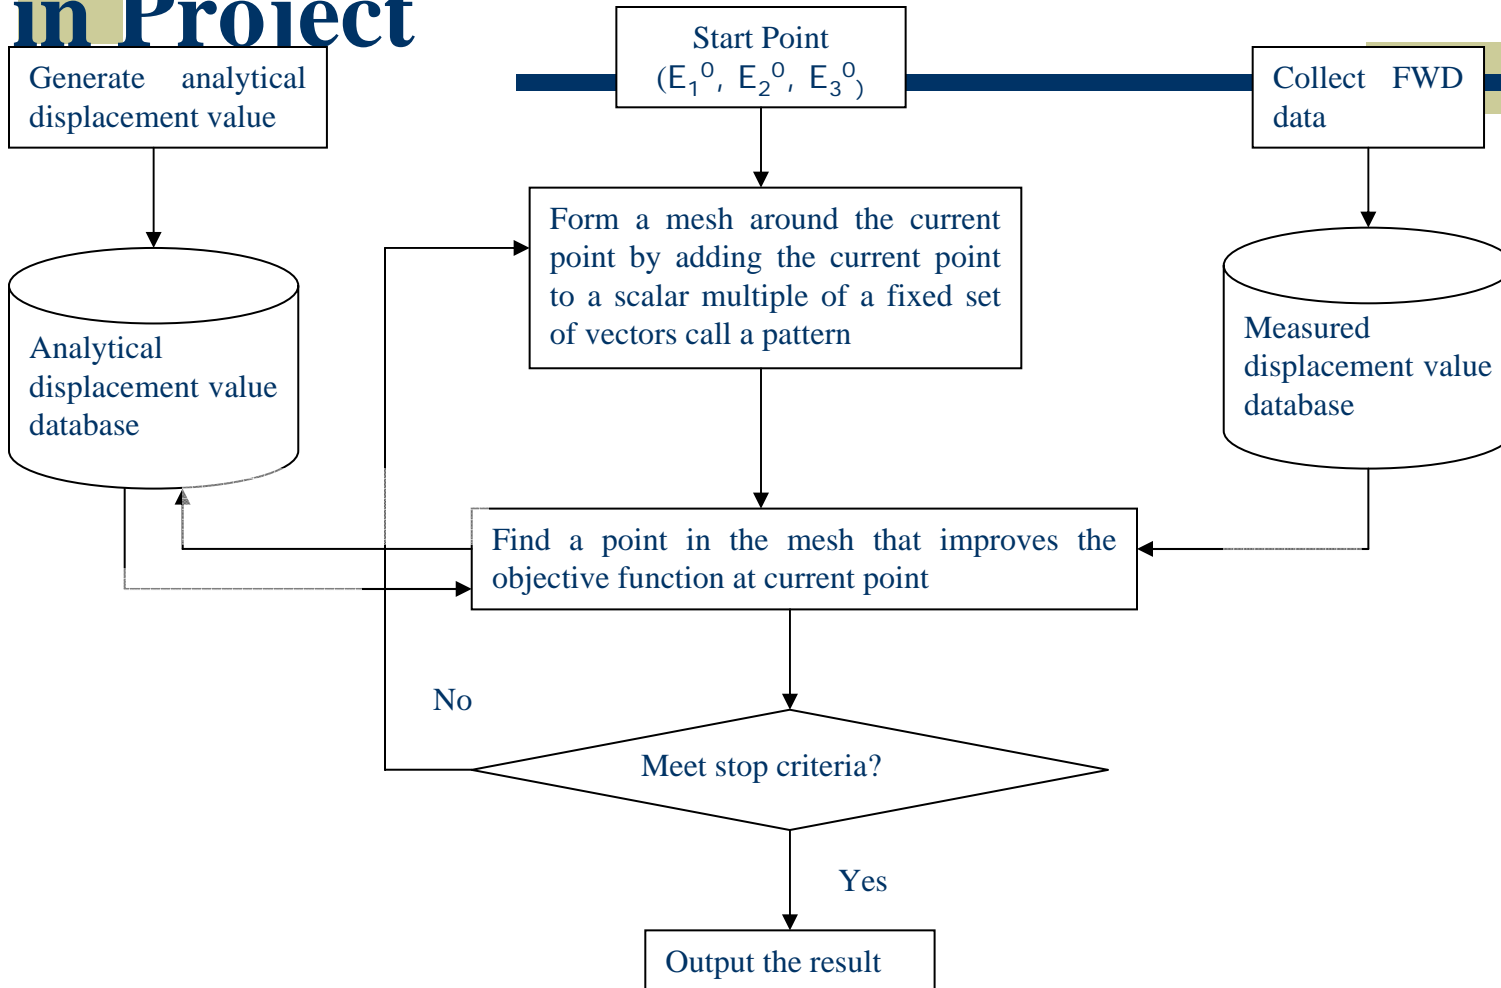 in Project
Start Point
(E₁⁰, E₂⁰, E₃⁰)
Generate analytical
displacement value
Collect FWD
data
Form a mesh around the current
point by adding the current point
to a scalar multiple of a fixed set
of vectors call a pattern
Analytical
displacement value
database
Measured
displacement value
database
Find a point in the mesh that improves the
objective function at current point
No
Meet stop criteria?
Yes
Output the result